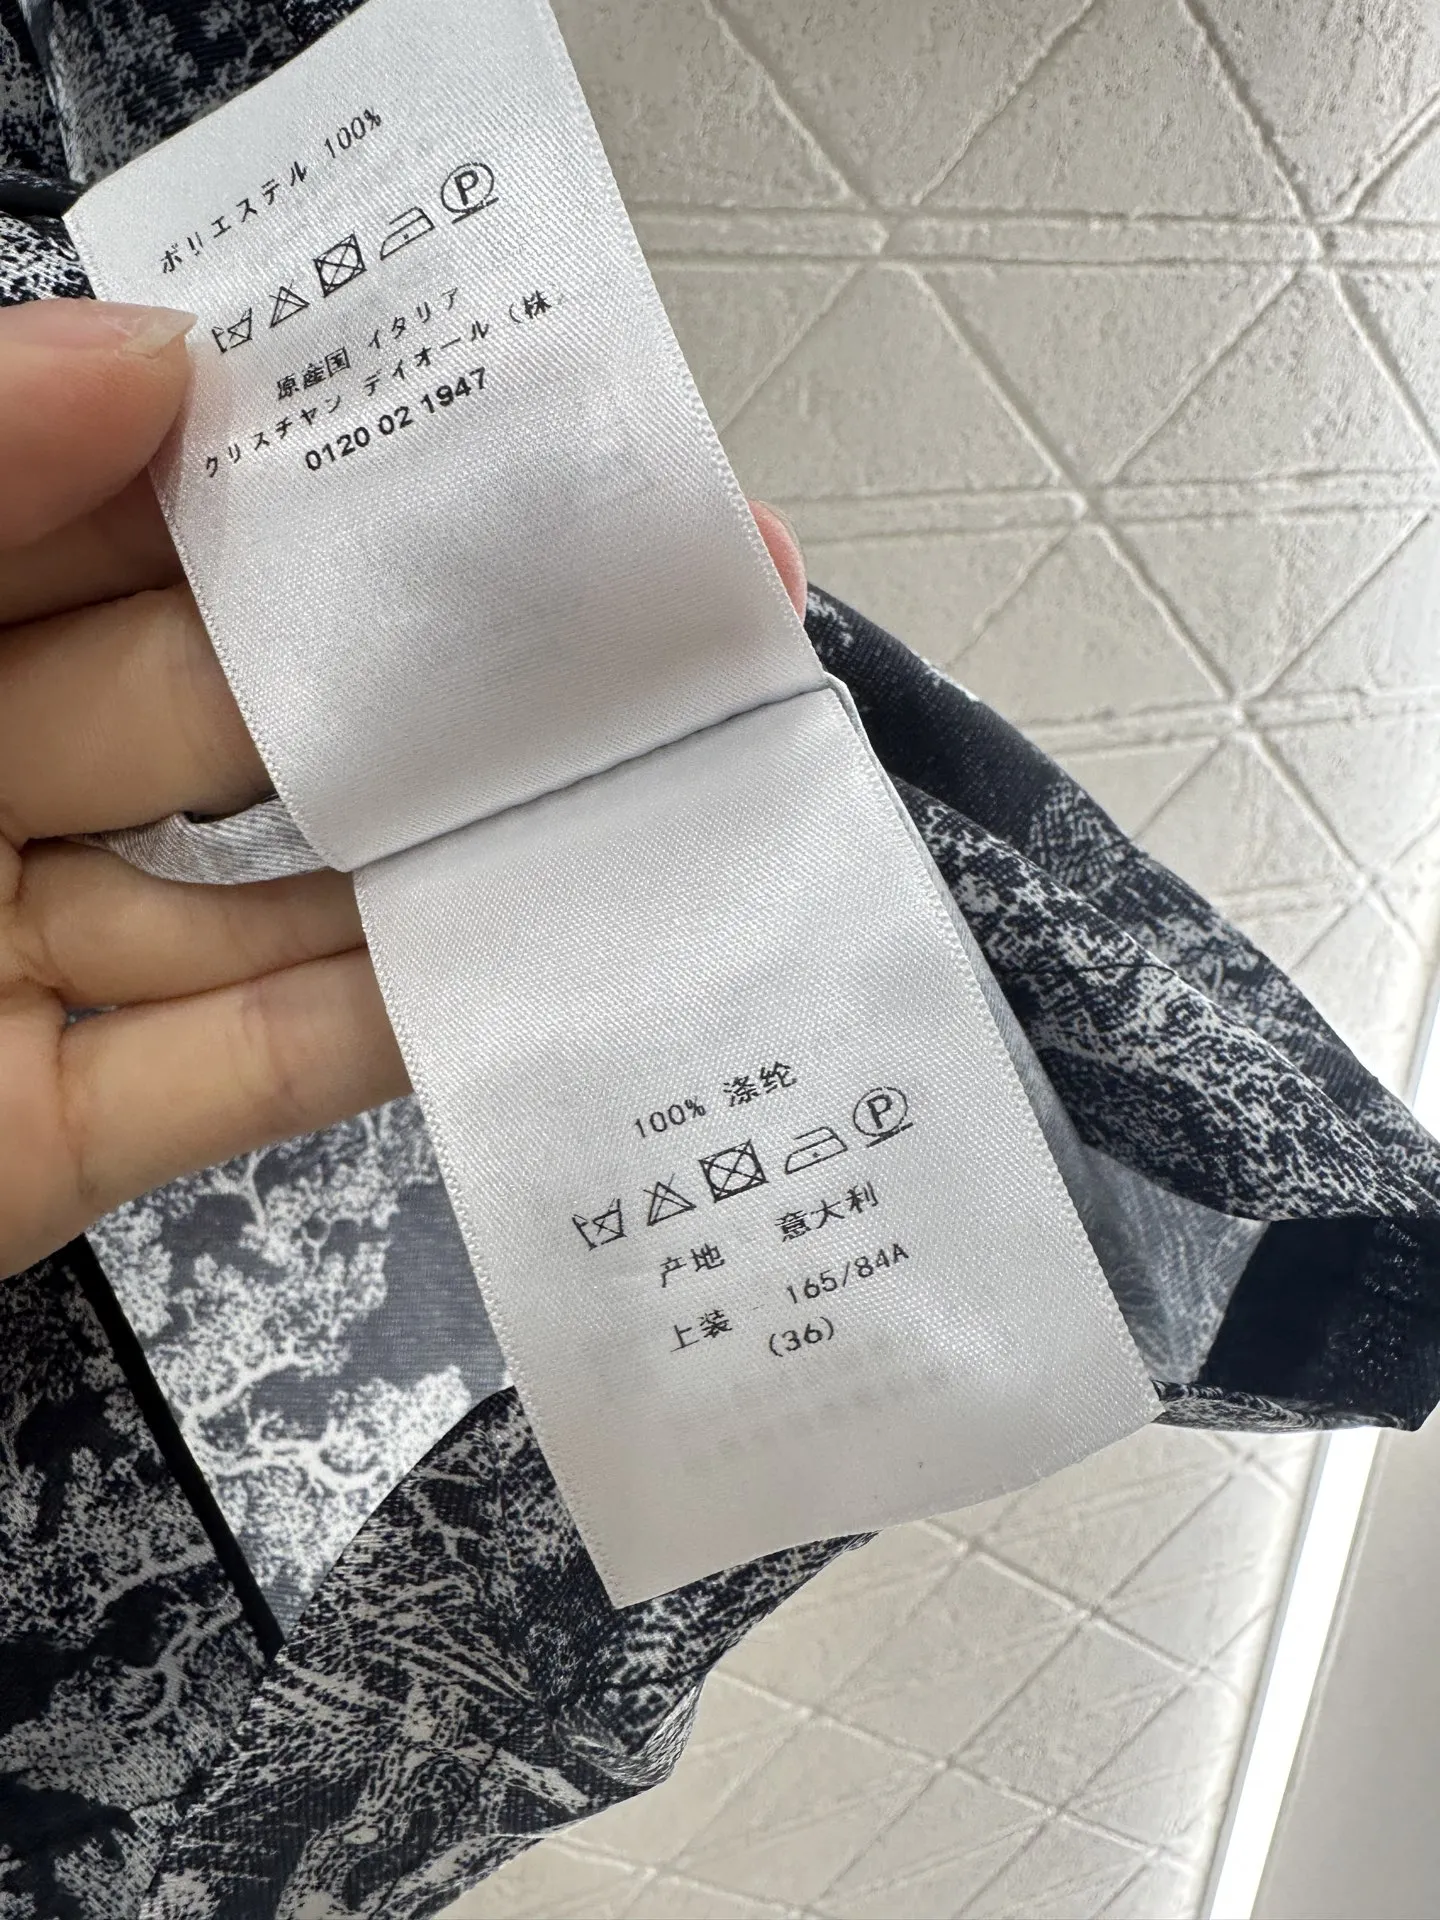 ポリエステル 100%
P
原産国 イタリア
クリスチャン ディオール (株)
0120 02 1947
100% 涤纶
P
产地 意大利
上装 165/84A
(36)